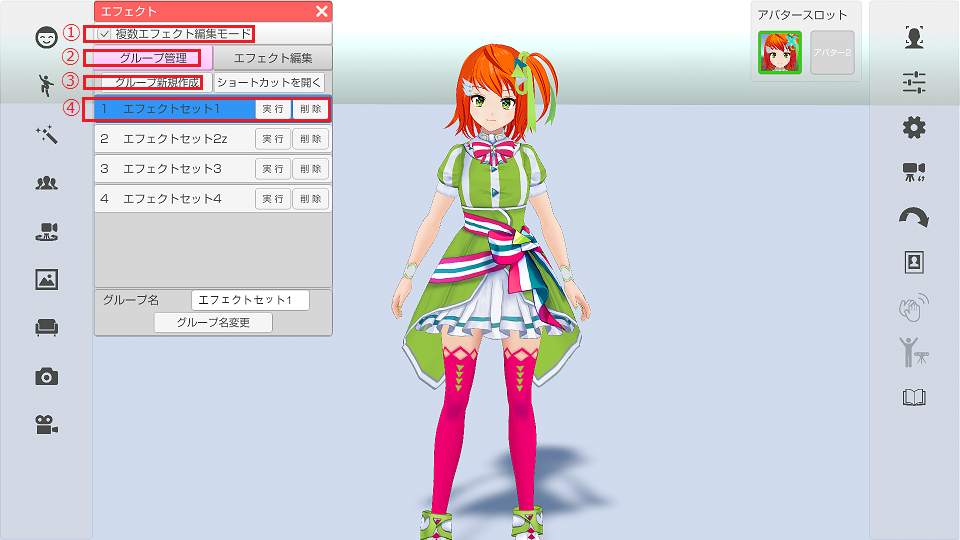 エフェクト
① 複数エフェクト編集モード
② グループ管理 エフェクト編集
③ グループ新規作成 ショートカットを開く
④ 1 エフェクトセット1 実行 削除
2 エフェクトセット2z 実行 削除
3 エフェクトセット3 実行 削除
4 エフェクトセット4 実行 削除
グループ名 エフェクトセット1
グループ名変更
アバタースロット
アバター2